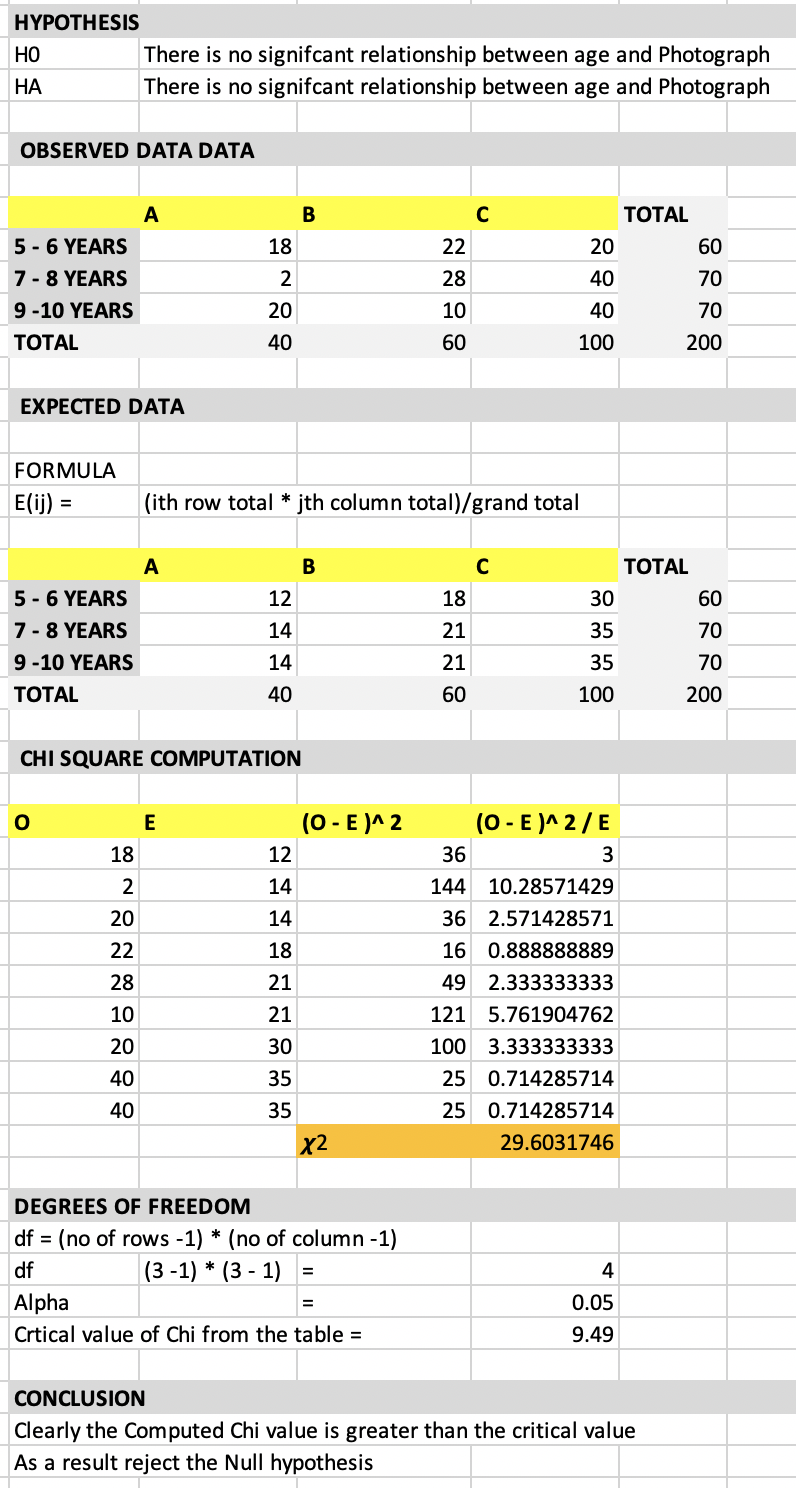 HYPOTHESIS
H0 There is no signifcant relationship between age and Photograph
HA There is no signifcant relationship between age and Photograph
OBSERVED DATA DATA
A B C TOTAL
5 - 6 YEARS 18 22 20 60
7 - 8 YEARS 2 28 40 70
9 -10 YEARS 20 10 40 70
TOTAL 40 60 100 200
EXPECTED DATA
FORMULA
E(ij) = (ith row total * jth column total)/grand total
A B C TOTAL
5 - 6 YEARS 12 18 30 60
7 - 8 YEARS 14 21 35 70
9 -10 YEARS 14 21 35 70
TOTAL 40 60 100 200
CHI SQUARE COMPUTATION
O E (O - E )^ 2 (O - E )^ 2 / E
18 12 36 3
2 14 144 10.28571429
20 14 36 2.571428571
22 18 16 0.888888889
28 21 49 2.333333333
10 21 121 5.761904762
20 30 100 3.333333333
40 35 25 0.714285714
40 35 25 0.714285714
χ2 29.6031746
DEGREES OF FREEDOM
df = (no of rows -1) * (no of column -1)
df (3 -1) * (3 - 1) = 4
Alpha = 0.05
Crtical value of Chi from the table = 9.49
CONCLUSION
Clearly the Computed Chi value is greater than the critical value
As a result reject the Null hypothesis